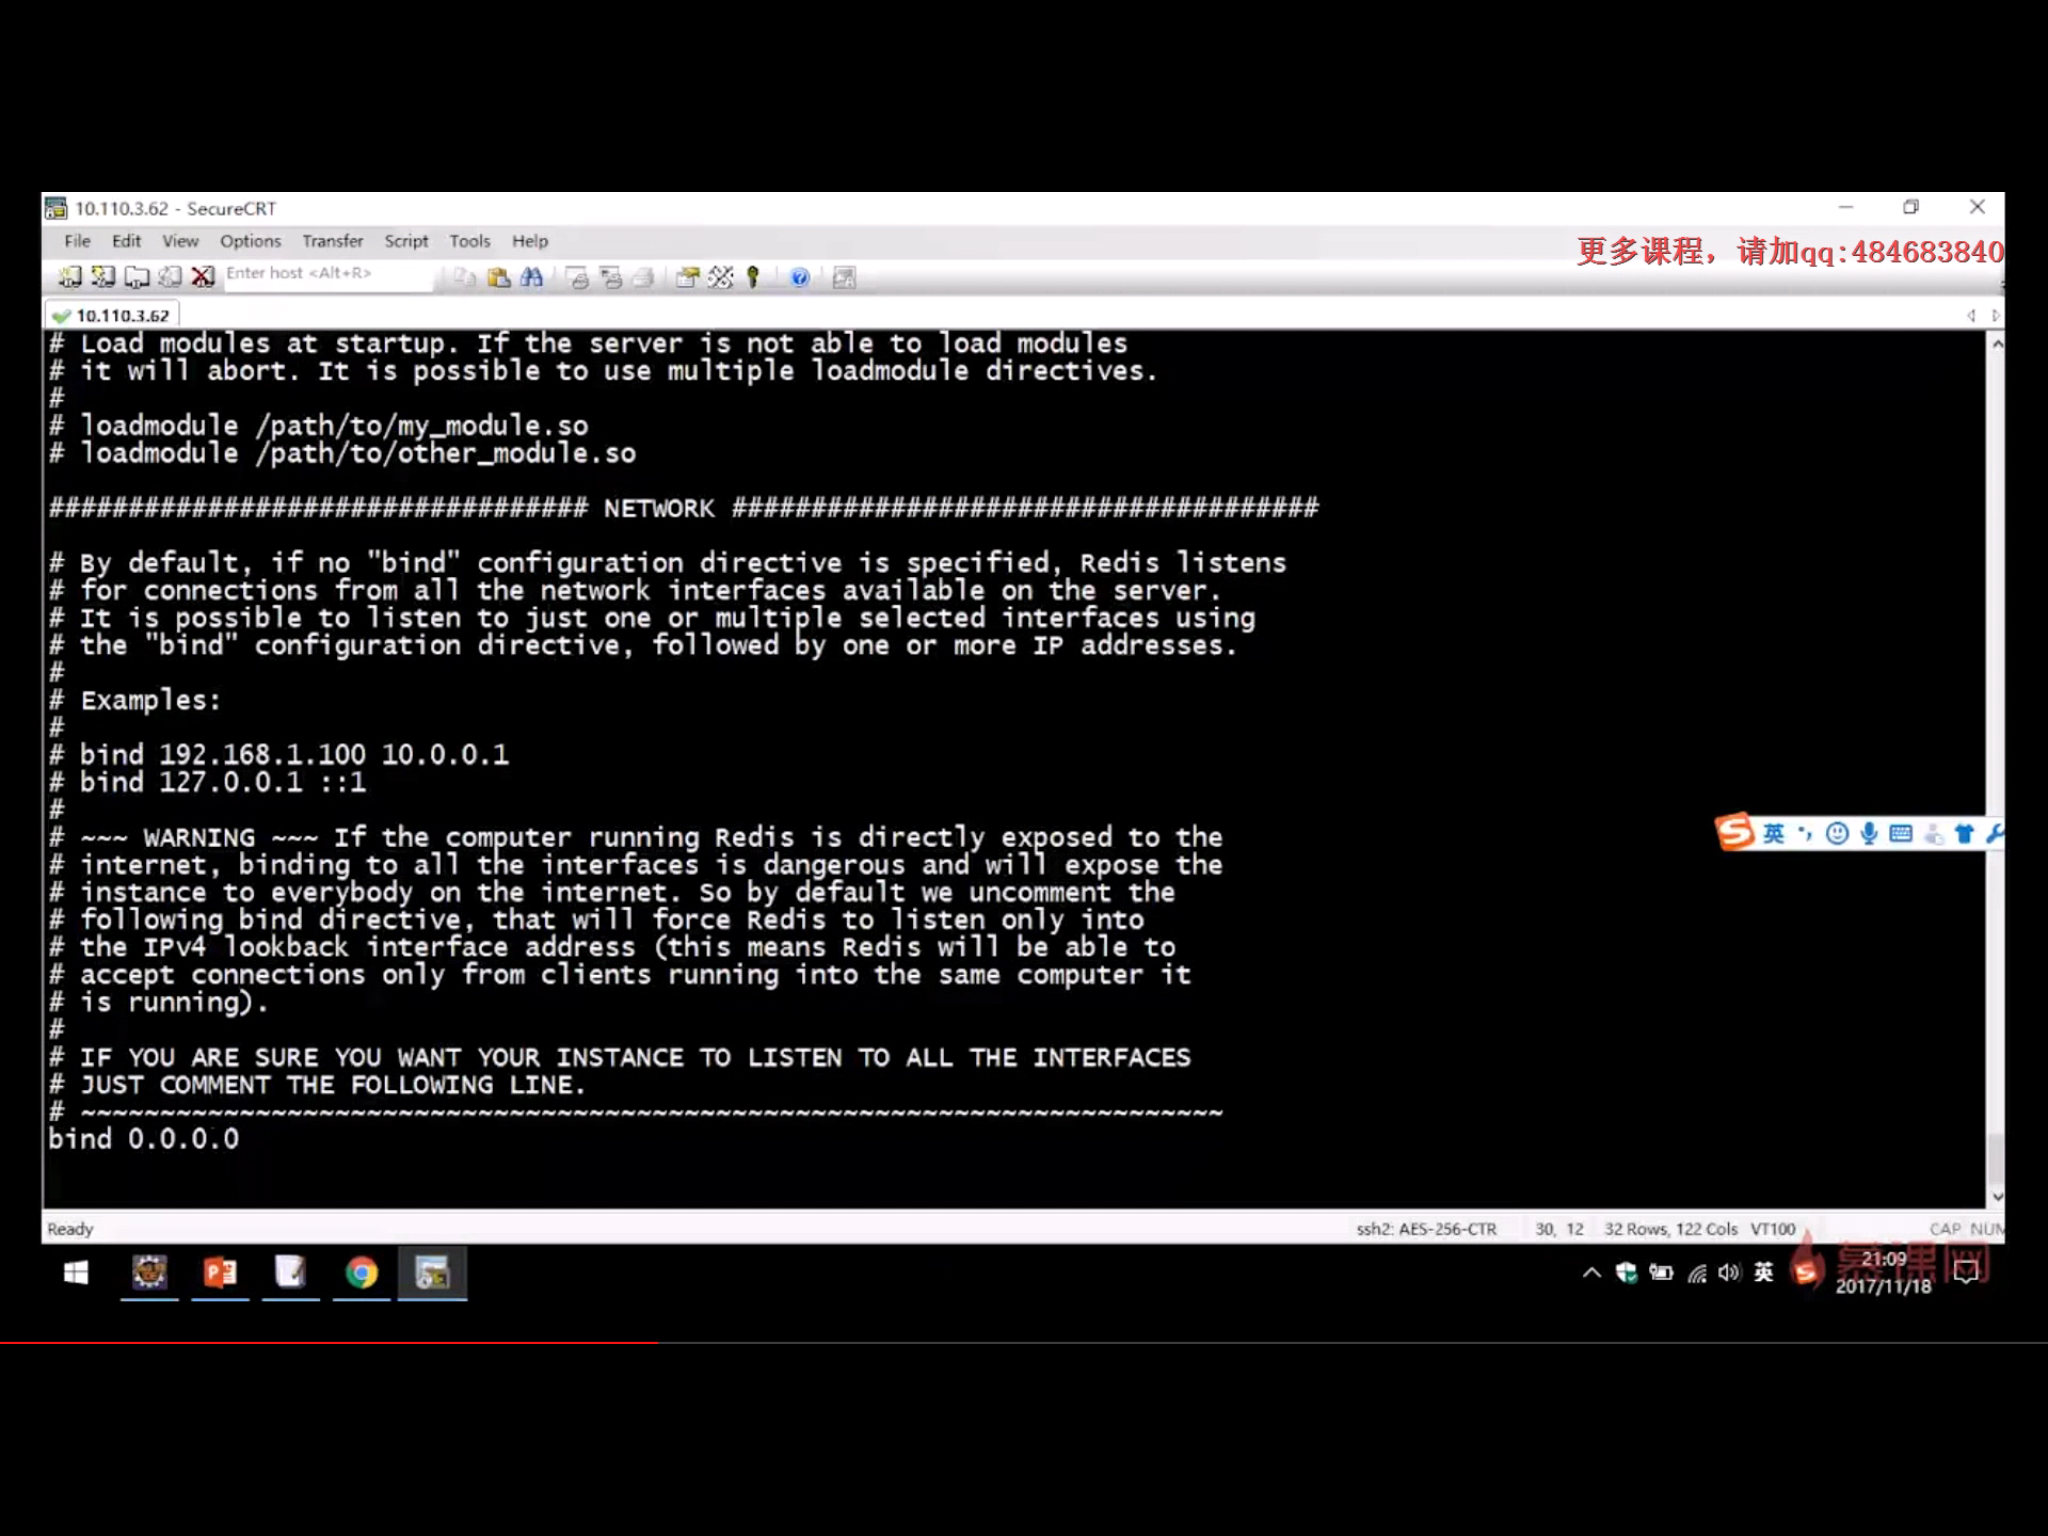 10.110.3.62 - SecureCRT
File Edit View Options Transfer Script Tools Help
更多课程，请加qq:484683840
Enter host <Alt+R>
10.110.3.62
# Load modules at startup. If the server is not able to load modules
# it will abort. It is possible to use multiple loadmodule directives.
#
# loadmodule /path/to/my_module.so
# loadmodule /path/to/other_module.so
################################## NETWORK #####################################
# By default, if no "bind" configuration directive is specified, Redis listens
# for connections from all the network interfaces available on the server.
# It is possible to listen to just one or multiple selected interfaces using
# the "bind" configuration directive, followed by one or more IP addresses.
#
# Examples:
#
# bind 192.168.1.100 10.0.0.1
# bind 127.0.0.1 ::1
#
# ~~~ WARNING ~~~ If the computer running Redis is directly exposed to the
# internet, binding to all the interfaces is dangerous and will expose the
# instance to everybody on the internet. So by default we uncomment the
# following bind directive, that will force Redis to listen only into
# the IPv4 lookback interface address (this means Redis will be able to
# accept connections only from clients running into the same computer it
# is running).
#
# IF YOU ARE SURE YOU WANT YOUR INSTANCE TO LISTEN TO ALL THE INTERFACES
# JUST COMMENT THE FOLLOWING LINE.
# ~~~~~~~~~~~~~~~~~~~~~~~~~~~~~~~~~~~~~~~~~~~~~~~~~~~~~~~~~~~~~~~~~~~~~~~~
bind 0.0.0.0
英
Ready
ssh2: AES-256-CTR 30, 12 32 Rows, 122 Cols VT100 CAP NUM
英
慕课网
21:09
2017/11/18